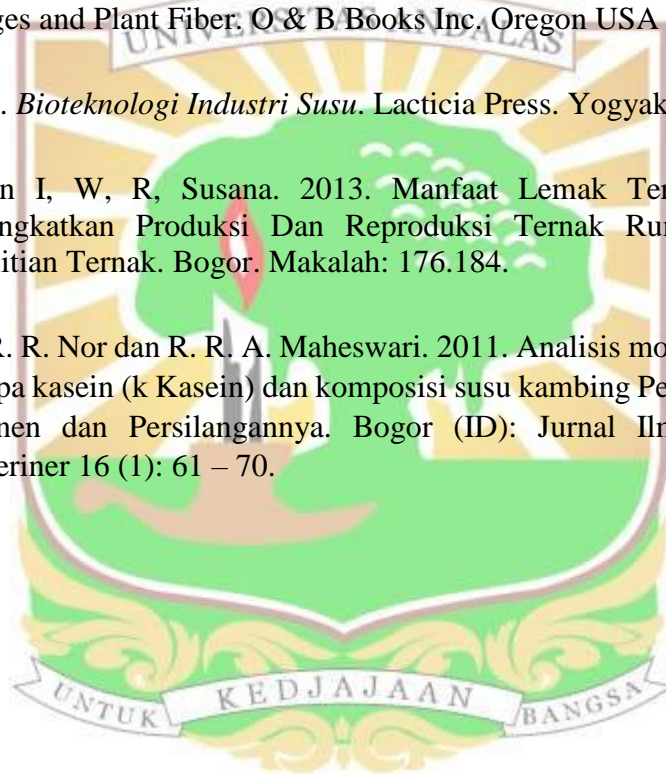 ges and Plant Fiber. O & B Books Inc. Oregon USA
UNIVERSITAS ANDALAS
. Bioteknologi Industri Susu. Lacticia Press. Yogyak
n I, W, R, Susana. 2013. Manfaat Lemak Ter
ngkatkan Produksi Dan Reproduksi Ternak Ru
itian Ternak. Bogor. Makalah: 176.184.
R. R. Nor dan R. R. A. Maheswari. 2011. Analisis mo
pa kasein (k Kasein) dan komposisi susu kambing Pe
nen dan Persilangannya. Bogor (ID): Jurnal Iln
eriner 16 (1): 61 – 70.
UNTUK KEDJAJAAN BANGSA